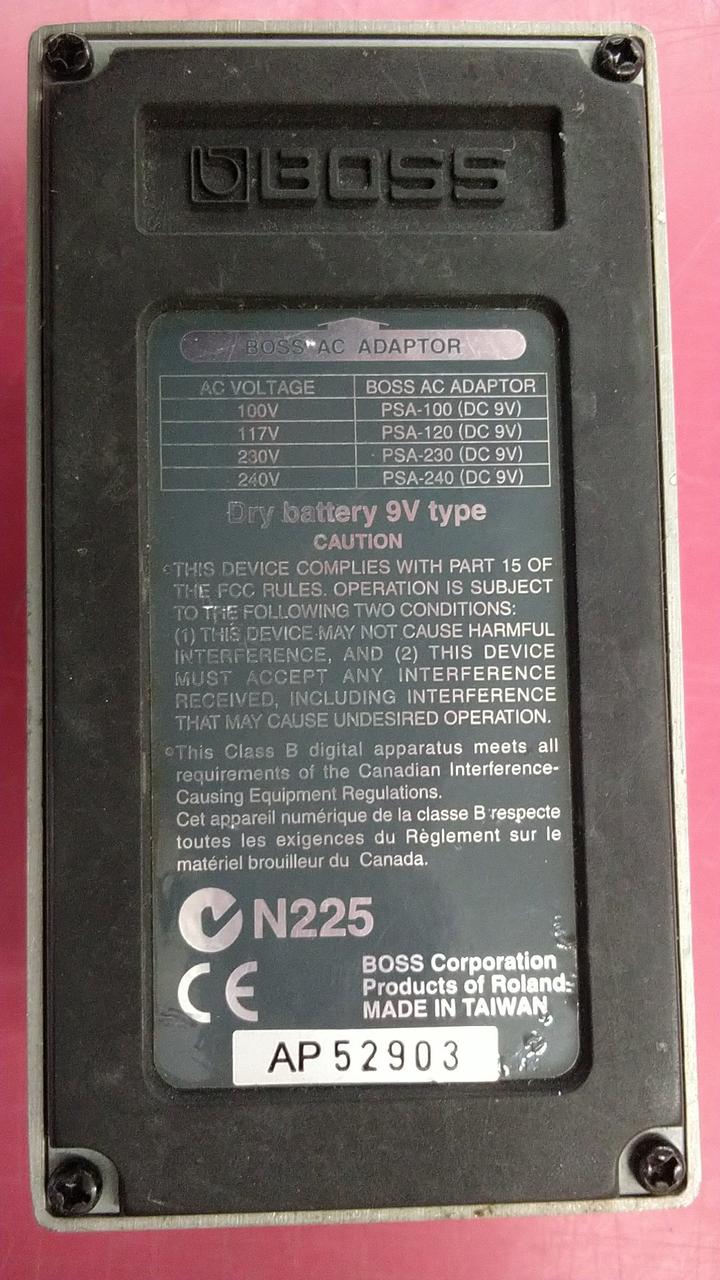 BOSS
BOSS AC ADAPTOR
AC VOLTAGE BOSS AC ADAPTOR
100V PSA-100 (DC 9V)
117V PSA-120 (DC 9V)
230V PSA-230 (DC 9V)
240V PSA-240 (DC 9V)
Dry battery 9V type
CAUTION
THIS DEVICE COMPLIES WITH PART 15 OF
THE FCC RULES. OPERATION IS SUBJECT
TO THE FOLLOWING TWO CONDITIONS:
(1) THIS DEVICE MAY NOT CAUSE HARMFUL
INTERFERENCE, AND (2) THIS DEVICE
MUST ACCEPT ANY INTERFERENCE
RECEIVED, INCLUDING INTERFERENCE
THAT MAY CAUSE UNDESIRED OPERATION.
This Class B digital apparatus meets all
requirements of the Canadian Interference-
Causing Equipment Regulations.
Cet appareil numérique de la classe B respecte
toutes les exigences du Règlement sur le
matériel brouilleur du Canada.
N225
CE
BOSS Corporation
Products of Roland
MADE IN TAIWAN
AP52903